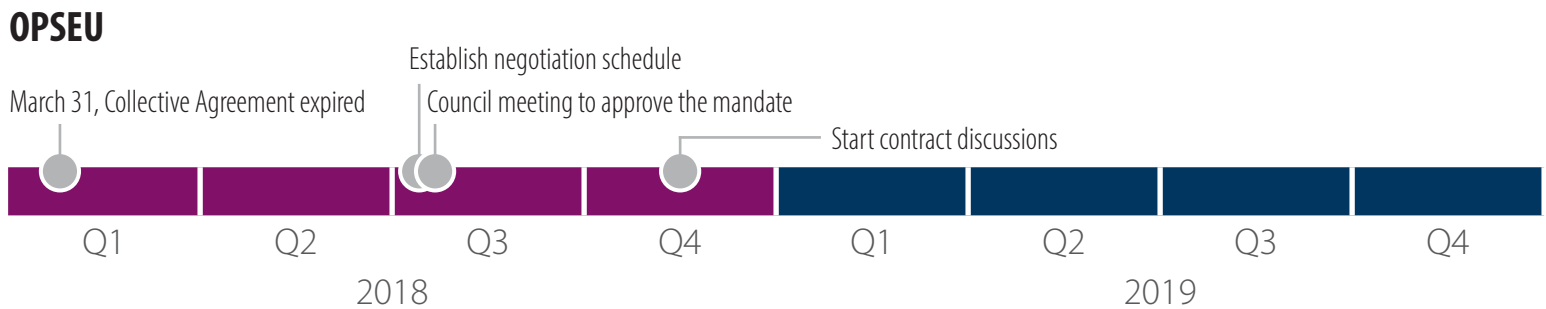 OPSEU
Establish negotiation schedule
March 31, Collective Agreement expired
Council meeting to approve the mandate
Start contract discussions
Q1 Q2 Q3 Q4 Q1 Q2 Q3 Q4
2018 2019